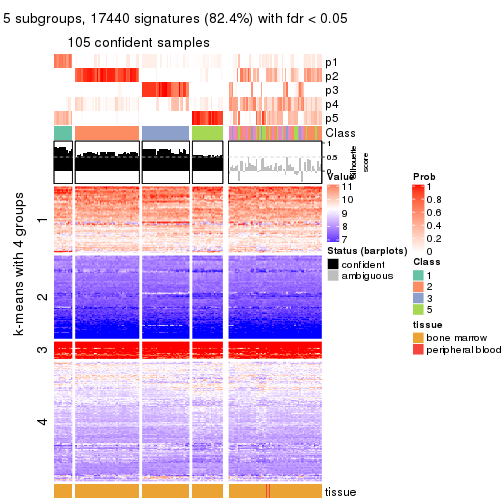 5 subgroups, 17440 signatures (82.4%) with fdr < 0.05
105 confident samples
p1
p2
p3
p4
p5
Class
1
0.5
0
Silhouette
score
k-means with 4 groups
1
2
3
4
tissue
Value
11
10
9
8
7
Status (barplots)
confident
ambiguous
Prob
1
0.8
0.6
0.4
0.2
0
Class
1
2
3
5
tissue
bone marrow
peripheral blood